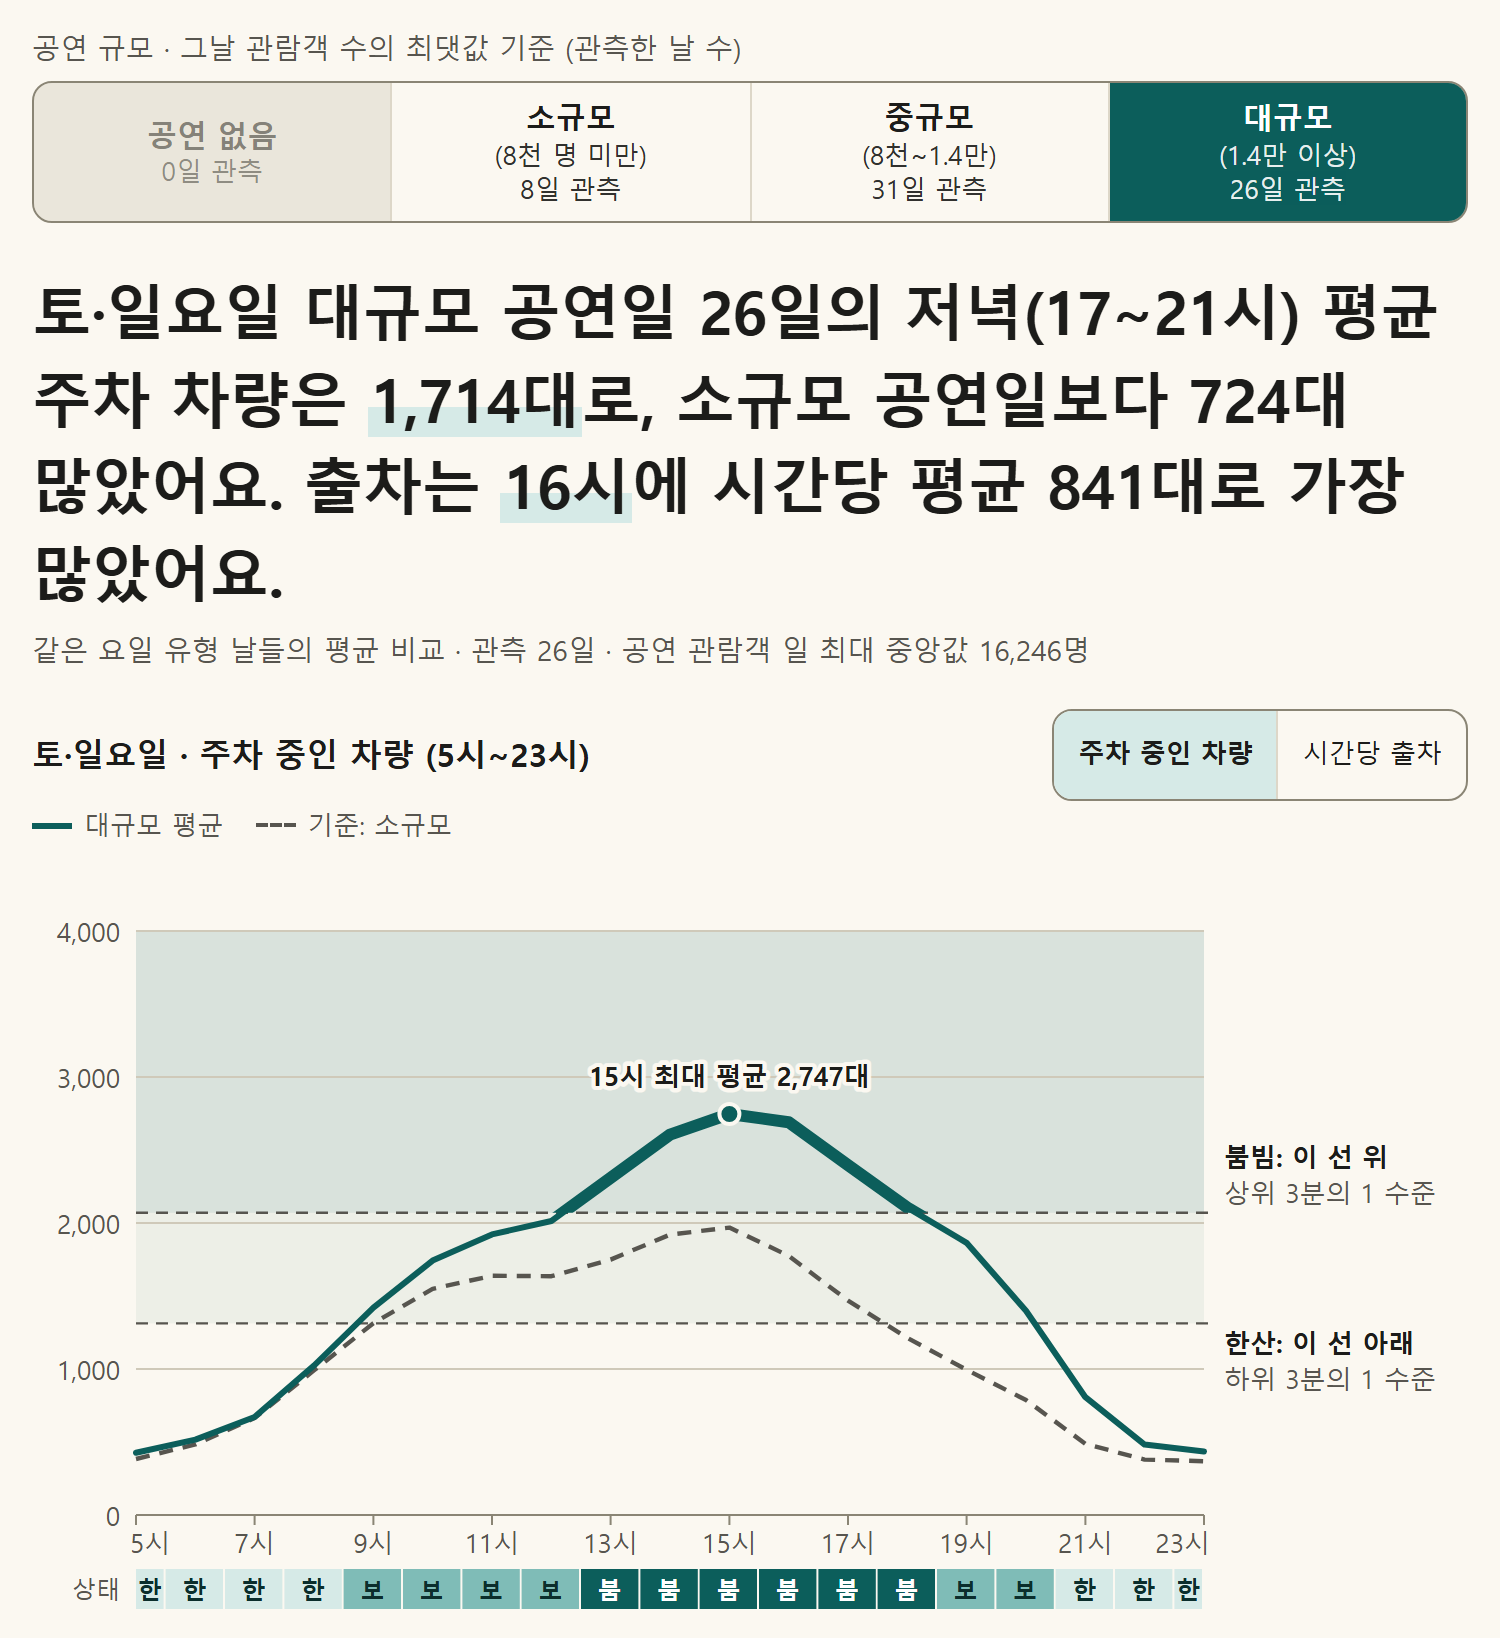 공연 규모 · 그날 관람객 수의 최댓값 기준 (관측한 날 수)
공연 없음
0일 관측
소규모
(8천 명 미만)
8일 관측
중규모
(8천~1.4만)
31일 관측
대규모
(1.4만 이상)
26일 관측
토·일요일 대규모 공연일 26일의 저녁(17~21시) 평균
주차 차량은 1,714대로, 소규모 공연일보다 724대
많았어요. 출차는 16시에 시간당 평균 841대로 가장
많았어요.
같은 요일 유형 날들의 평균 비교 · 관측 26일 · 공연 관람객 일 최대 중앙값 16,246명
토·일요일 · 주차 중인 차량 (5시~23시)
주차 중인 차량
시간당 출차
대규모 평균
기준: 소규모
4,000
3,000
2,000
1,000
0
15시 최대 평균 2,747대
붐빔: 이 선 위
상위 3분의 1 수준
한산: 이 선 아래
하위 3분의 1 수준
5시 7시 9시 11시 13시 15시 17시 19시 21시 23시
상태 한 한 한 한 보 보 보 보 붐 붐 붐 붐 붐 붐 보 보 한 한 한